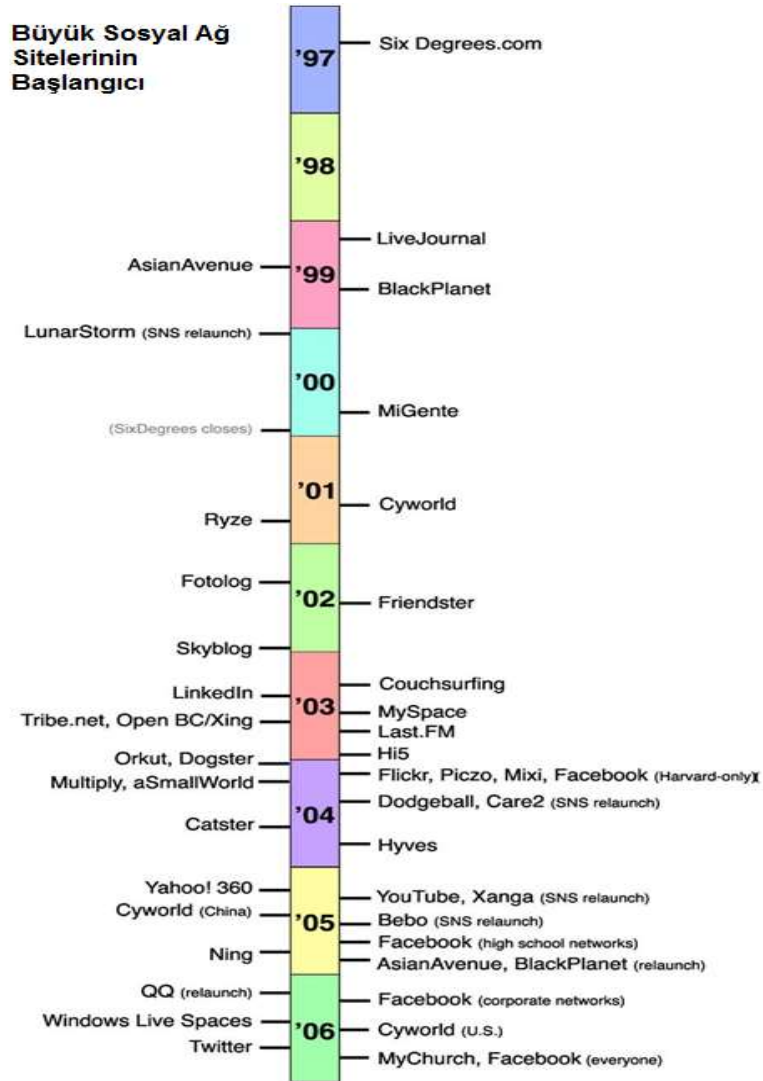 Büyük Sosyal Ağ
Sitelerinin
Başlangıcı
'97
Six Degrees.com
'98
'99
LiveJournal
AsianAvenue
BlackPlanet
LunarStorm (SNS relaunch)
'00
MiGente
(SixDegrees closes)
'01
Cyworld
Ryze
Fotolog
'02
Friendster
Skyblog
'03
Couchsurfing
LinkedIn
MySpace
Tribe.net, Open BC/Xing
Last.FM
Hi5
Orkut, Dogster
Flickr, Piczo, Mixi, Facebook (Harvard-only)(
Multiply, aSmallWorld
'04
Dodgeball, Care2 (SNS relaunch)
Catster
Hyves
Yahoo! 360
YouTube, Xanga (SNS relaunch)
Cyworld (China)
'05
Bebo (SNS relaunch)
Facebook (high school networks)
Ning
AsianAvenue, BlackPlanet (relaunch)
QQ (relaunch)
Facebook (corporate networks)
Windows Live Spaces
'06
Cyworld (U.S.)
Twitter
MyChurch, Facebook (everyone)